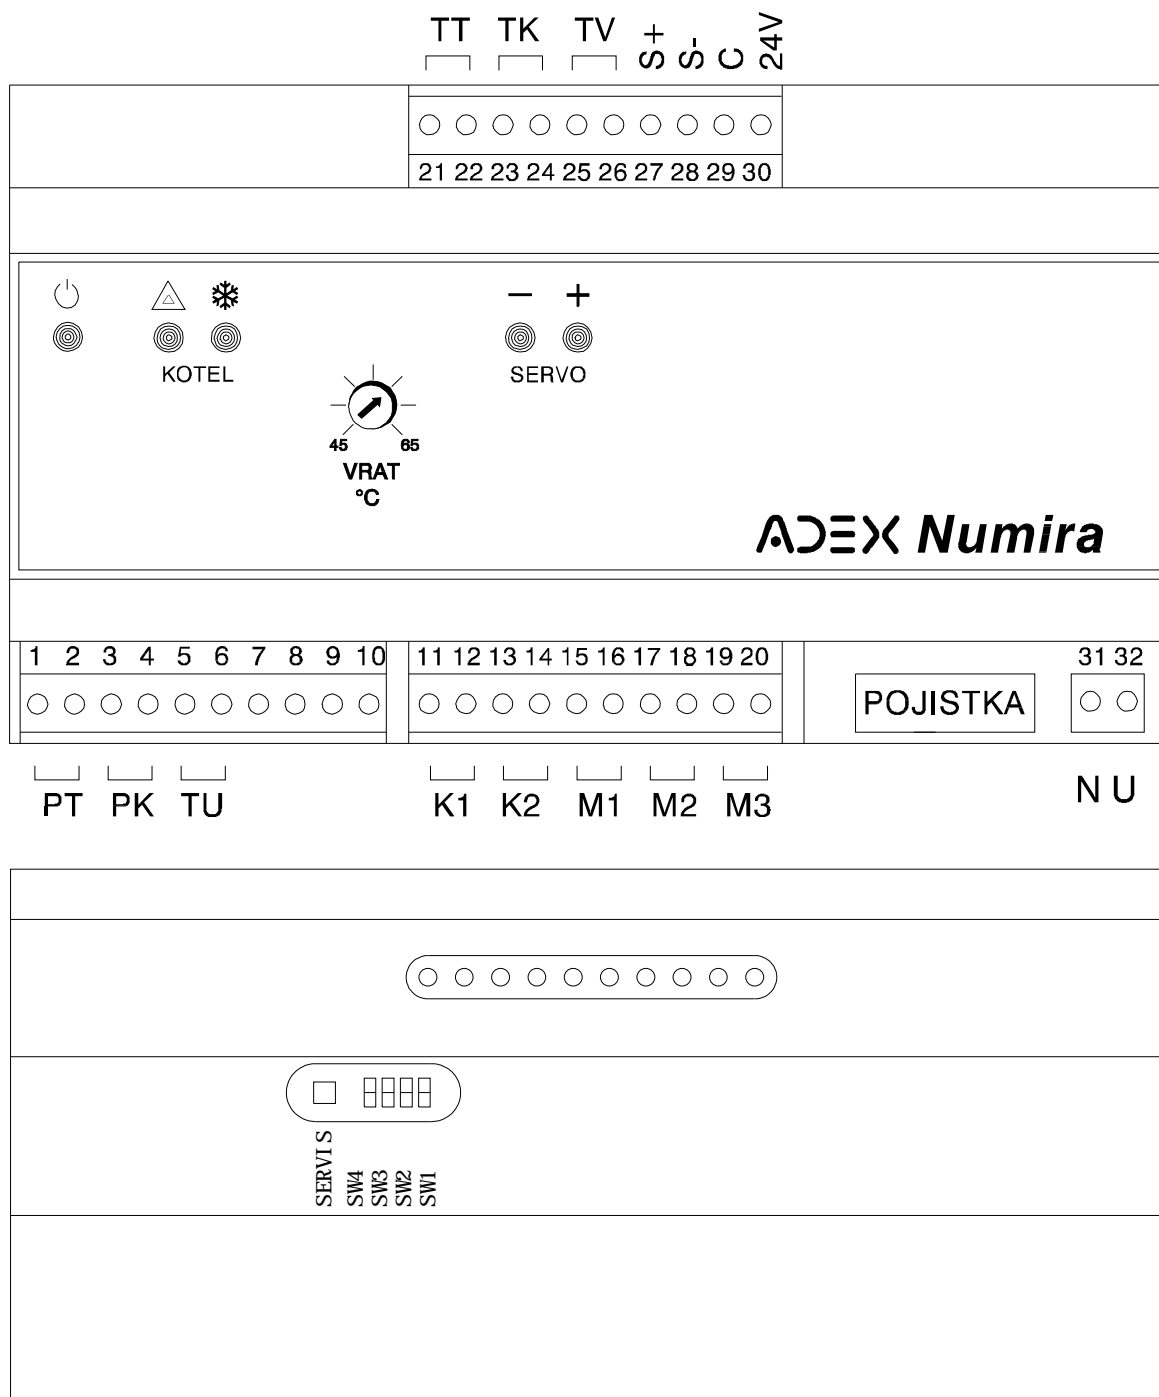 TT TK TV S+ S- C 24V
21 22 23 24 25 26 27 28 29 30
− +
KOTEL SERVO
45 65
VRAT
°C
ADEX Numira
1 2 3 4 5 6 7 8 9 10 11 12 13 14 15 16 17 18 19 20 31 32
POJISTKA
PT PK TU K1 K2 M1 M2 M3 N U
SERVIS
SW4
SW3
SW2
SW1